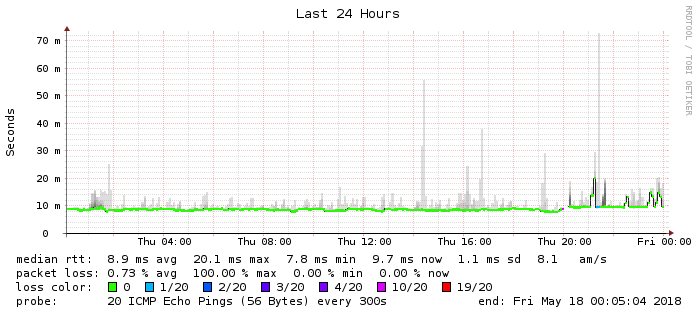 Last 24 Hours
RRDTOOL / TOBI OETIKER
Seconds
70 m
60 m
50 m
40 m
30 m
20 m
10 m
0
Thu 04:00 Thu 08:00 Thu 12:00 Thu 16:00 Thu 20:00 Fri 00:00
median rtt: 8.9 ms avg 20.1 ms max 7.8 ms min 9.7 ms now 1.1 ms sd 8.1 am/s
packet loss: 0.73 % avg 100.00 % max 0.00 % min 0.00 % now
loss color: 0 1/20 2/20 3/20 4/20 10/20 19/20
probe: 20 ICMP Echo Pings (56 Bytes) every 300s end: Fri May 18 00:05:04 2018